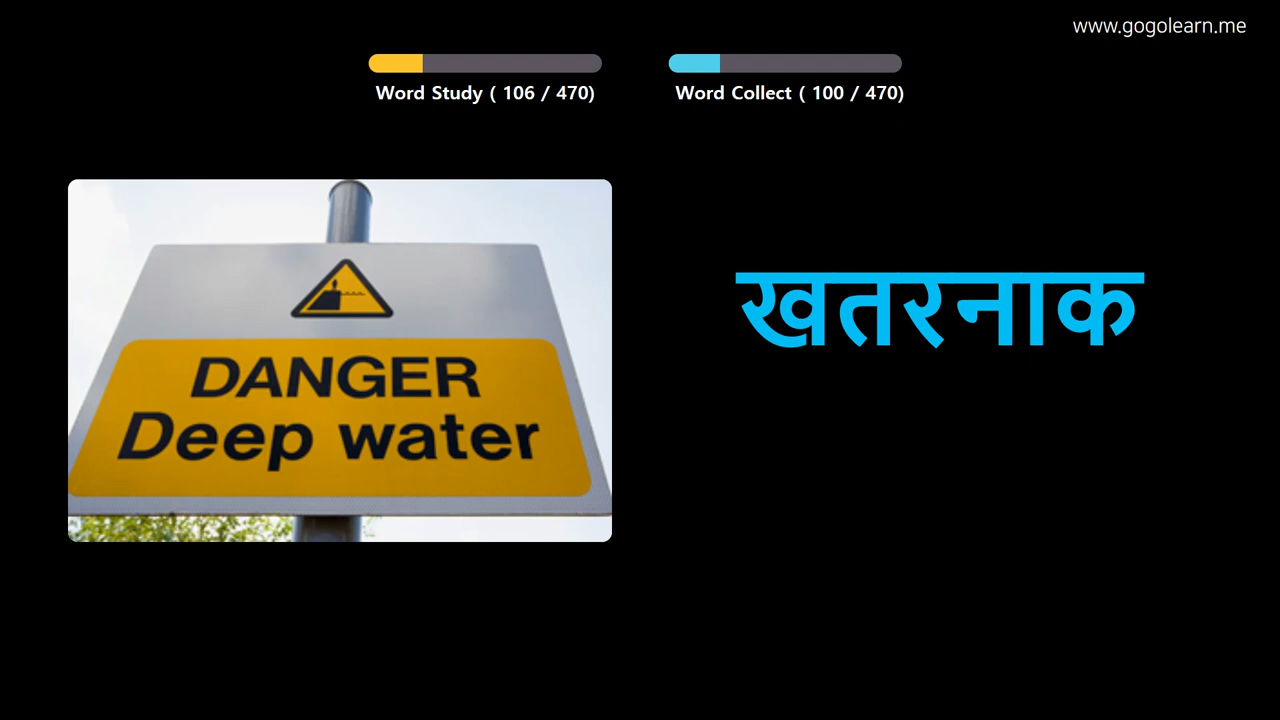 www.gogolearn.me
Word Study ( 106 / 470)
Word Collect ( 100 / 470)
DANGER
Deep water
खतरनाक